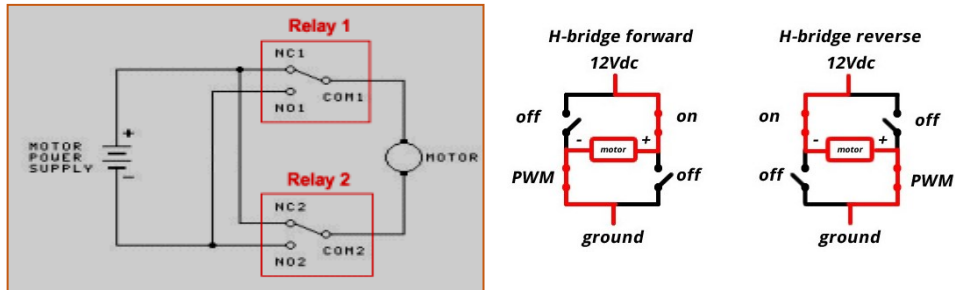 Relay 1
NC1
COM1
NO1
+
MOTOR
POWER
SUPPLY
-
MOTOR
Relay 2
NC2
COM2
NO2
H-bridge forward
12Vdc
off
on
- motor +
PWM
off
ground
H-bridge reverse
12Vdc
on
off
- motor +
off
PWM
ground